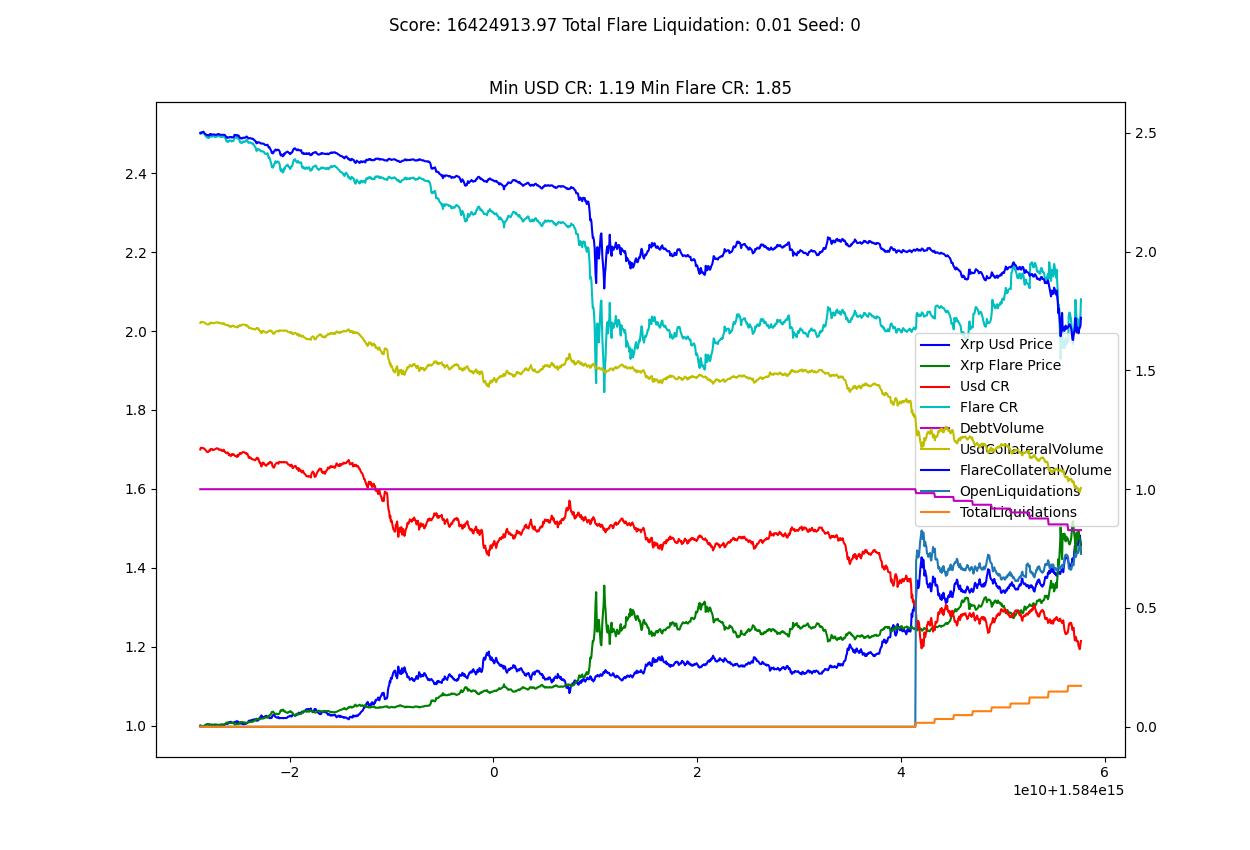 Score: 16424913.97 Total Flare Liquidation: 0.01 Seed: 0
Min USD CR: 1.19 Min Flare CR: 1.85
2.4
2.2
2.0
1.8
1.6
1.4
1.2
1.0
2.5
2.0
1.5
1.0
0.5
0.0
Xrp Usd Price
Xrp Flare Price
Usd CR
Flare CR
DebtVolume
UsdCollateralVolume
FlareCollateralVolume
OpenLiquidations
TotalLiquidations
−2 0 2 4 6
1e10+1.584e15